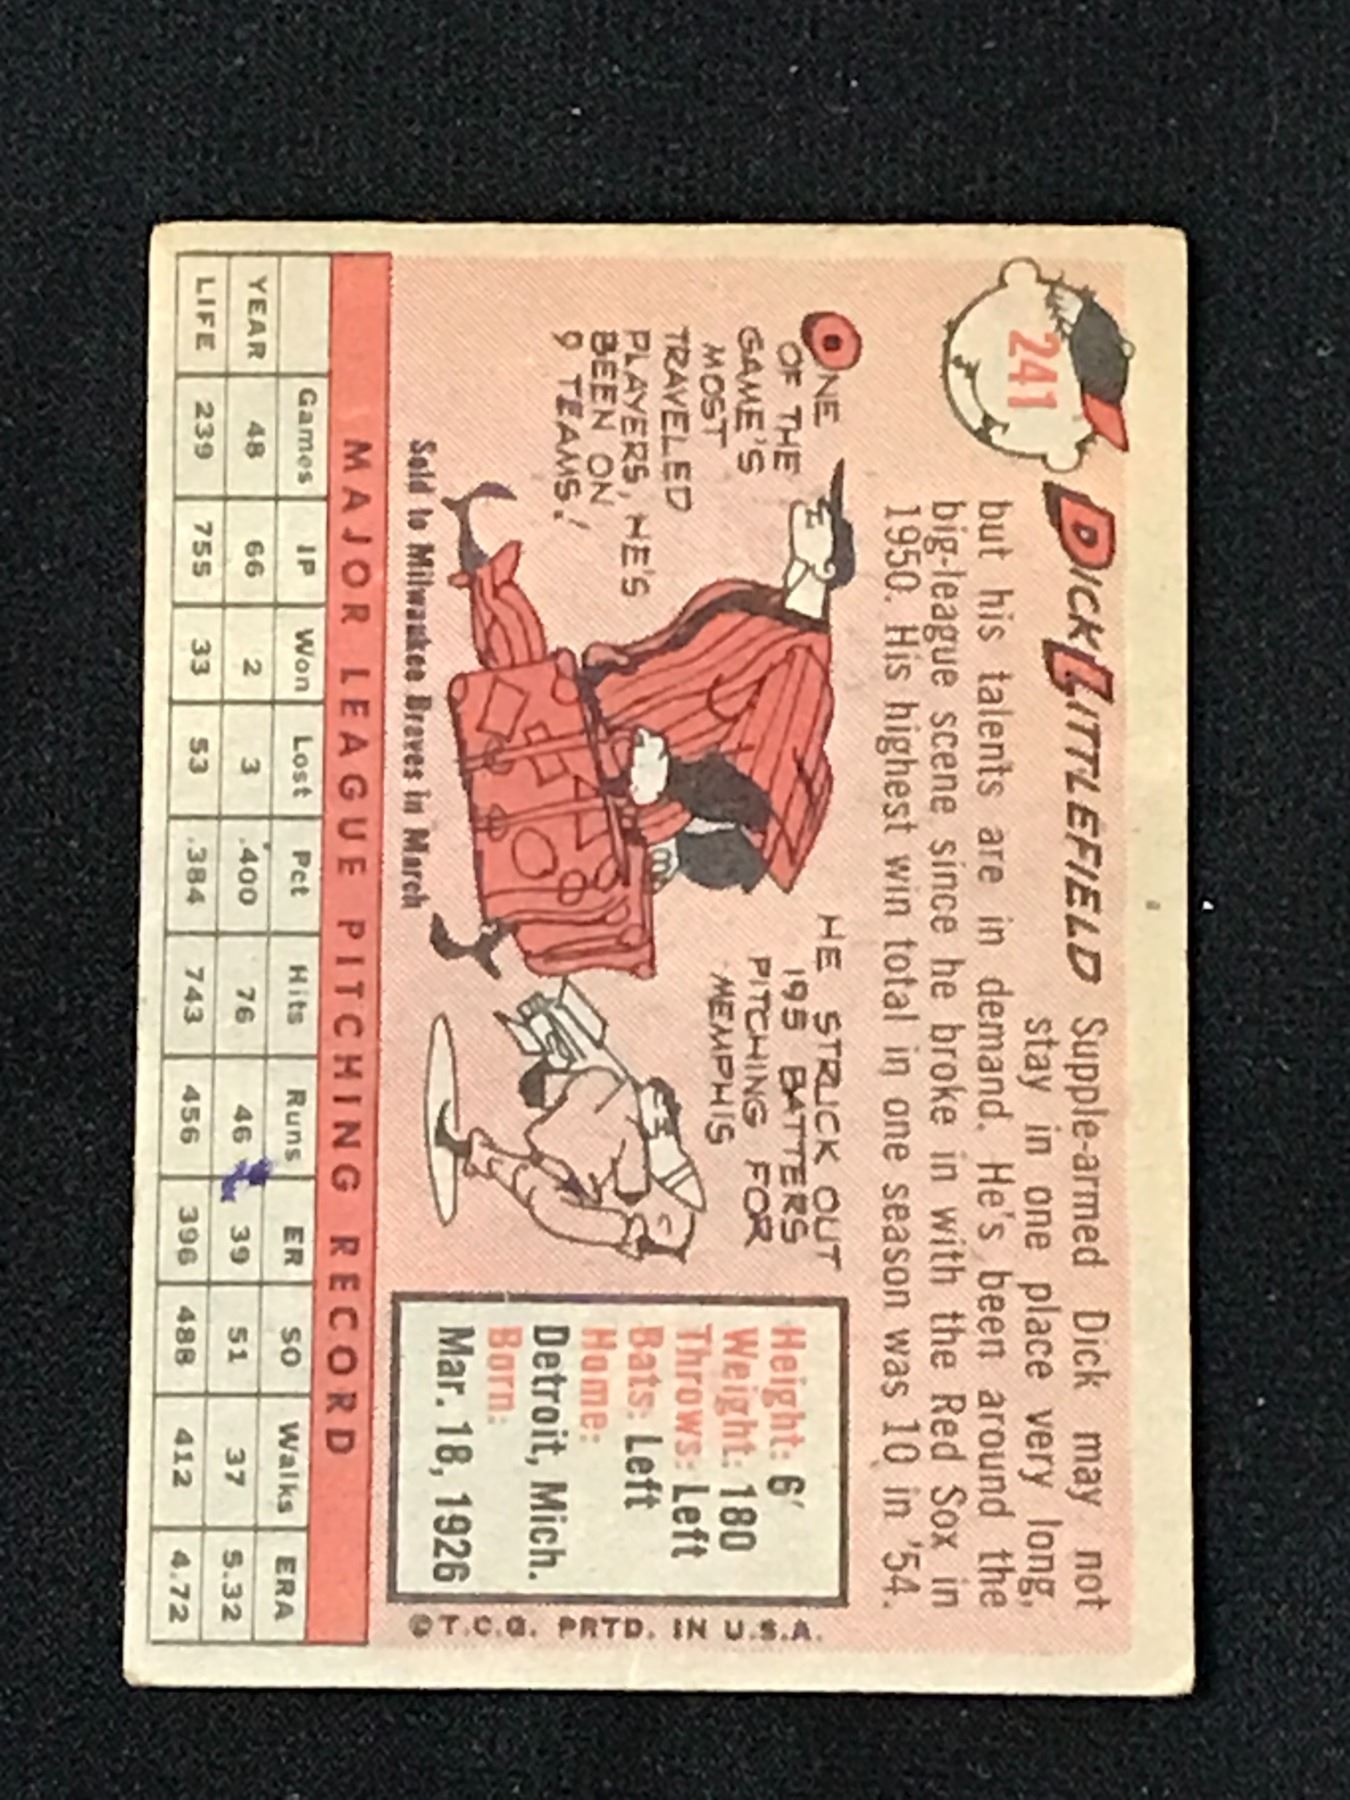 241
DICK LITTLEFIELD Supple-armed Dick may not
stay in one place very long,
but his talents are in demand. He's been around the
big-league scene since he broke in with the Red Sox in
1950. His highest win total in one season was 10 in '54.
ONE
OF THE
GAME'S
MOST
TRAVELED
PLAYERS, HE'S
BEEN ON
9 TEAMS!
HE STRUCK OUT
195 BATTERS
PITCHING FOR
MEMPHIS
Height: 6'
Weight: 180
Throws: Left
Bats: Left
Home:
Detroit, Mich.
Born:
Mar. 18, 1926
Sold to Milwaukee Braves in March
©T.C.G. PRTD. IN U.S.A.
MAJOR LEAGUE PITCHING RECORD
Games IP Won Lost Pct Hits Runs ER SO Walks ERA
YEAR 48 66 2 3 .400 76 46 39 51 37 5.32
LIFE 239 755 33 53 .384 743 456 396 488 412 4.72